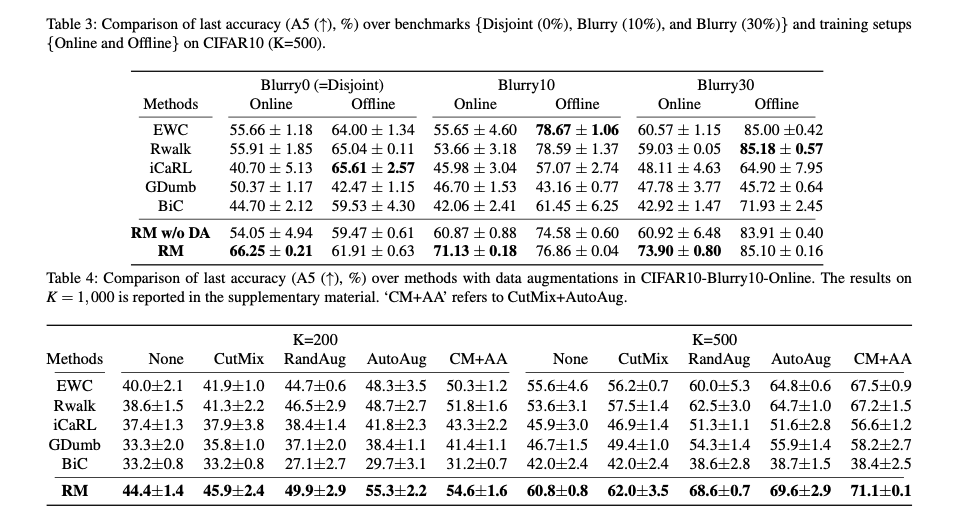 Table 3: Comparison of last accuracy (A5 (↑), %) over benchmarks {Disjoint (0%), Blurry (10%), and Blurry (30%)} and training setups
{Online and Offline} on CIFAR10 (K=500).
Blurry0 (=Disjoint) Blurry10 Blurry30
Methods Online Offline Online Offline Online Offline
EWC 55.66 ± 1.18 64.00 ± 1.34 55.65 ± 4.60 78.67 ± 1.06 60.57 ± 1.15 85.00 ±0.42
Rwalk 55.91 ± 1.85 65.04 ± 0.11 53.66 ± 3.18 78.59 ± 1.37 59.03 ± 0.05 85.18 ± 0.57
iCaRL 40.70 ± 5.13 65.61 ± 2.57 45.98 ± 3.04 57.07 ± 2.74 48.11 ± 4.63 64.90 ± 7.95
GDumb 50.37 ± 1.17 42.47 ± 1.15 46.70 ± 1.53 43.16 ± 0.77 47.78 ± 3.77 45.72 ± 0.64
BiC 44.70 ± 2.12 59.53 ± 4.30 42.06 ± 2.41 61.45 ± 6.25 42.92 ± 1.47 71.93 ± 2.45
RM w/o DA 54.05 ± 4.94 59.47 ± 0.61 60.87 ± 0.88 74.58 ± 0.60 60.92 ± 6.48 83.91 ± 0.40
RM 66.25 ± 0.21 61.91 ± 0.63 71.13 ± 0.18 76.86 ± 0.04 73.90 ± 0.80 85.10 ± 0.16
Table 4: Comparison of last accuracy (A5 (↑), %) over methods with data augmentations in CIFAR10-Blurry10-Online. The results on
K = 1,000 is reported in the supplementary material. ‘CM+AA’ refers to CutMix+AutoAug.
K=200 K=500
Methods None CutMix RandAug AutoAug CM+AA None CutMix RandAug AutoAug CM+AA
EWC 40.0±2.1 41.9±1.0 44.7±0.6 48.3±3.5 50.3±1.2 55.6±4.6 56.2±0.7 60.0±5.3 64.8±0.6 67.5±0.9
Rwalk 38.6±1.5 41.3±2.2 46.5±2.9 48.7±2.7 51.8±1.6 53.6±3.1 57.5±1.4 62.5±3.0 64.7±1.0 67.2±1.5
iCaRL 37.4±1.3 37.9±3.8 38.4±1.4 41.8±2.3 43.3±2.2 45.9±3.0 46.9±1.4 51.3±1.1 51.6±2.8 56.6±1.2
GDumb 33.3±2.0 35.8±1.0 37.1±2.0 38.4±1.1 41.4±1.1 46.7±1.5 49.4±1.0 54.3±1.4 55.9±1.4 58.2±2.7
BiC 33.2±0.8 33.2±0.8 27.1±2.7 29.7±3.1 31.2±0.7 42.0±2.4 42.0±2.4 38.6±2.8 38.7±1.5 38.4±2.5
RM 44.4±1.4 45.9±2.4 49.9±2.9 55.3±2.2 54.6±1.6 60.8±0.8 62.0±3.5 68.6±0.7 69.6±2.9 71.1±0.1